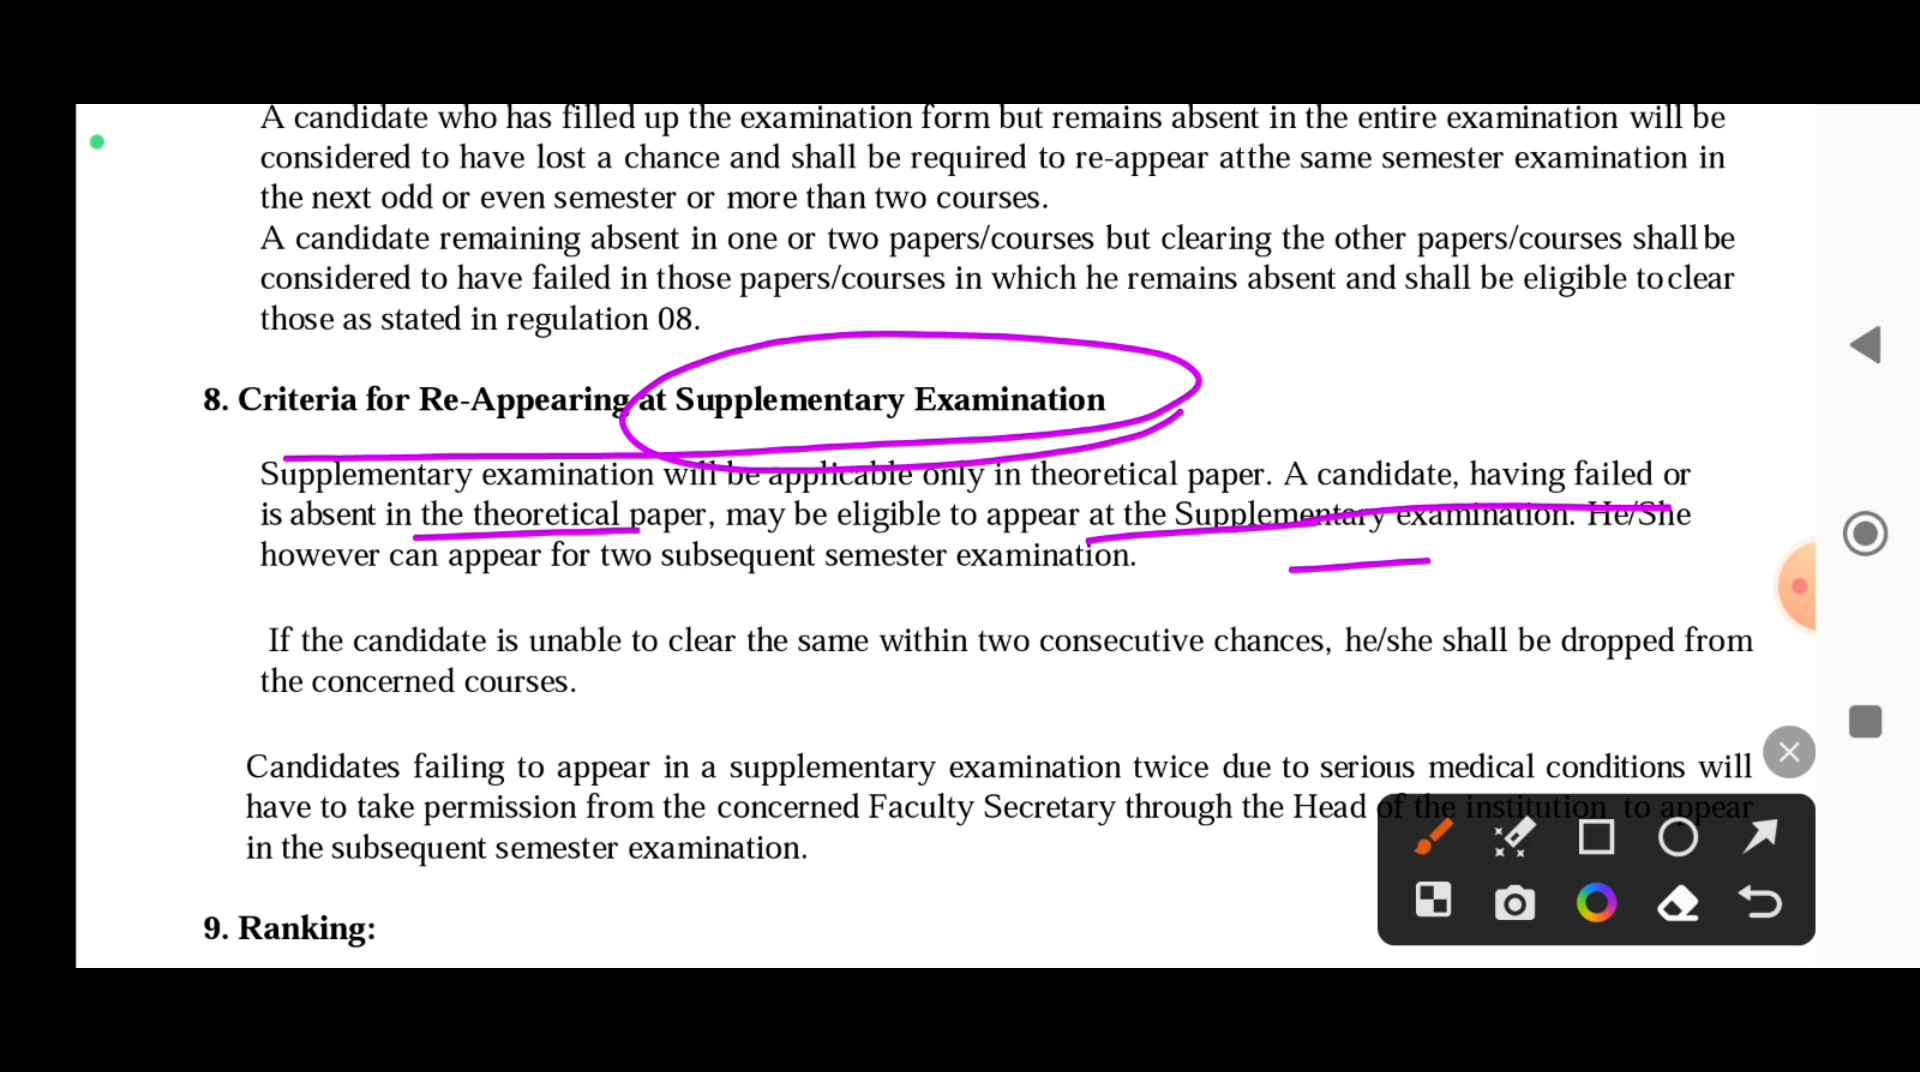 A candidate who has filled up the examination form but remains absent in the entire examination will be
considered to have lost a chance and shall be required to re-appear atthe same semester examination in
the next odd or even semester or more than two courses.
A candidate remaining absent in one or two papers/courses but clearing the other papers/courses shall be
considered to have failed in those papers/courses in which he remains absent and shall be eligible to clear
those as stated in regulation 08.
8. Criteria for Re-Appearing at Supplementary Examination
Supplementary examination will be applicable only in theoretical paper. A candidate, having failed or
is absent in the theoretical paper, may be eligible to appear at the Supplementary examination. He/She
however can appear for two subsequent semester examination.
If the candidate is unable to clear the same within two consecutive chances, he/she shall be dropped from
the concerned courses.
Candidates failing to appear in a supplementary examination twice due to serious medical conditions will
have to take permission from the concerned Faculty Secretary through the Head of the institution to appear
in the subsequent semester examination.
9. Ranking: